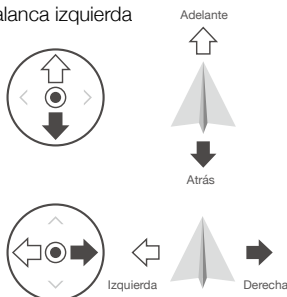 alanca izquierda
Adelante
Atrás
Izquierda
Derecha